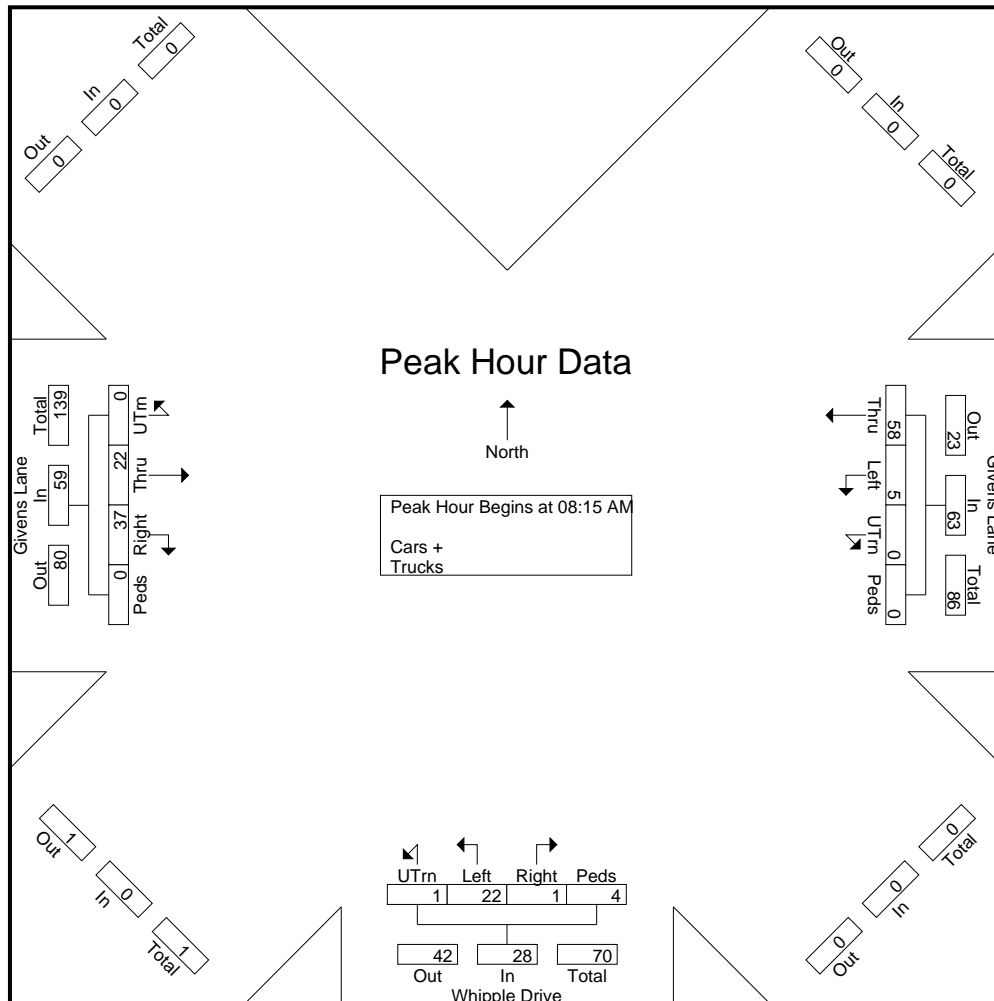 Total
0
In
0
Out
0
Out
0
In
0
Total
0
Peak Hour Data
North
Peak Hour Begins at 08:15 AM
Cars +
Trucks
Givens Lane
Total
139
In
59
Out
80
UTrn
0
Thru
22
Right
37
Peds
0
Thru
58
Left
5
UTrn
0
Peds
0
Out
23
In
63
Total
86
Givens Lane
Out
1
In
0
Total
1
UTrn Left Right Peds
1 22 1 4
42 28 70
Out In Total
Whipple Drive
0
Total
0
In
0
Out